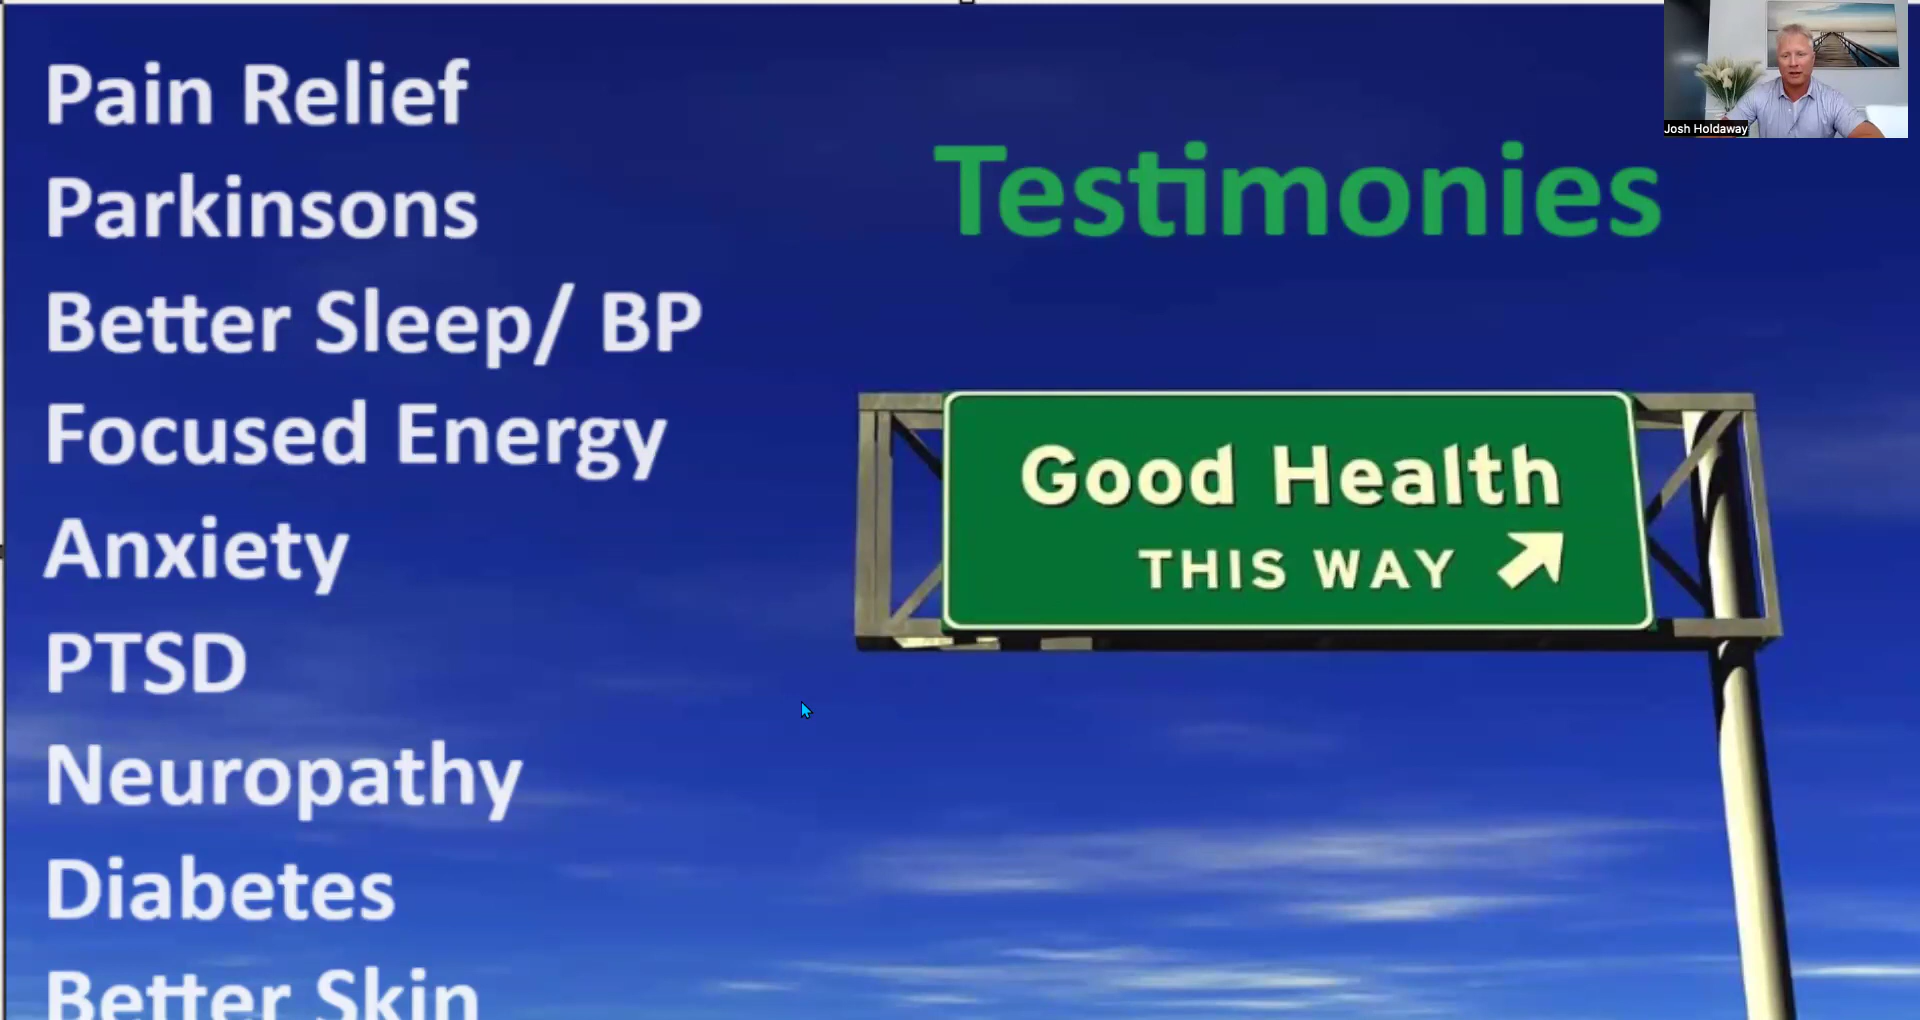 Pain Relief
Parkinsons
Better Sleep/ BP
Focused Energy
Anxiety
PTSD
Neuropathy
Diabetes
Better Skin
Testimonies
Good Health
THIS WAY
Josh Holdaway